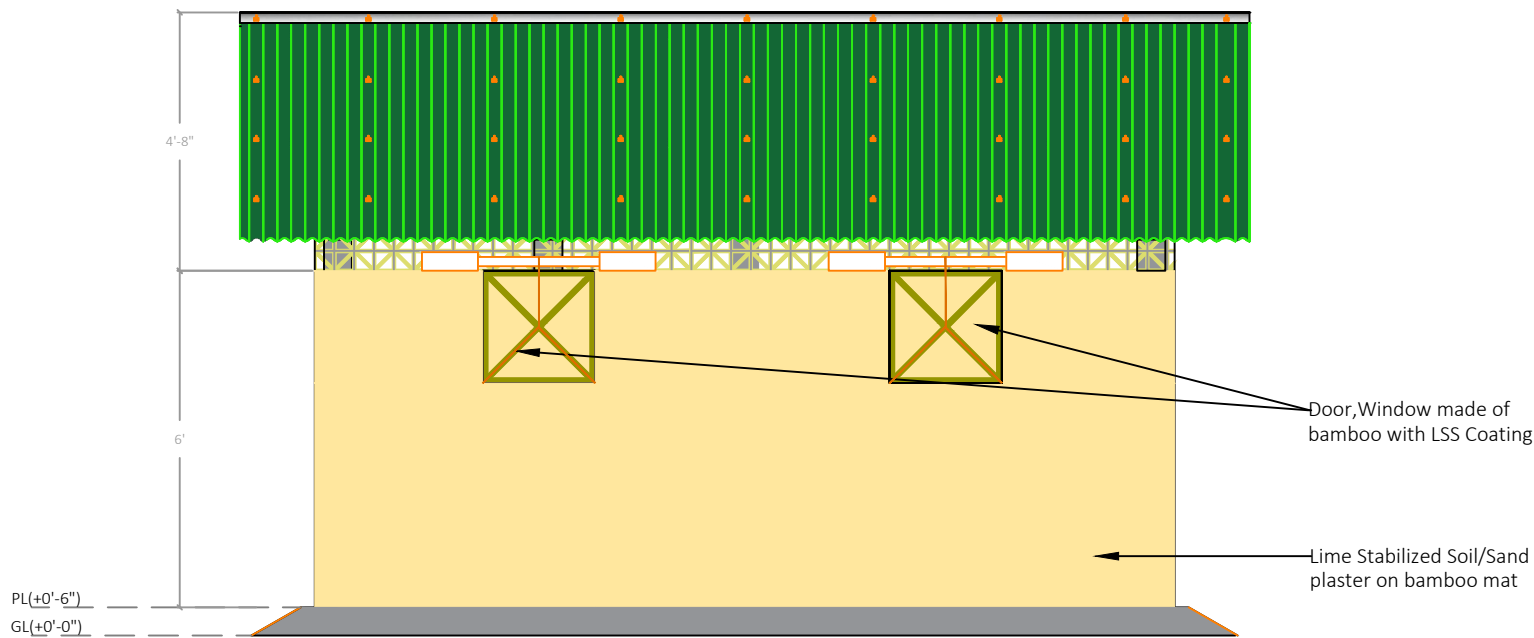 4'-8"
6'
Door,Window made of
bamboo with LSS Coating
Lime Stabilized Soil/Sand
plaster on bamboo mat
PL(+0'-6")
GL(+0'-0")